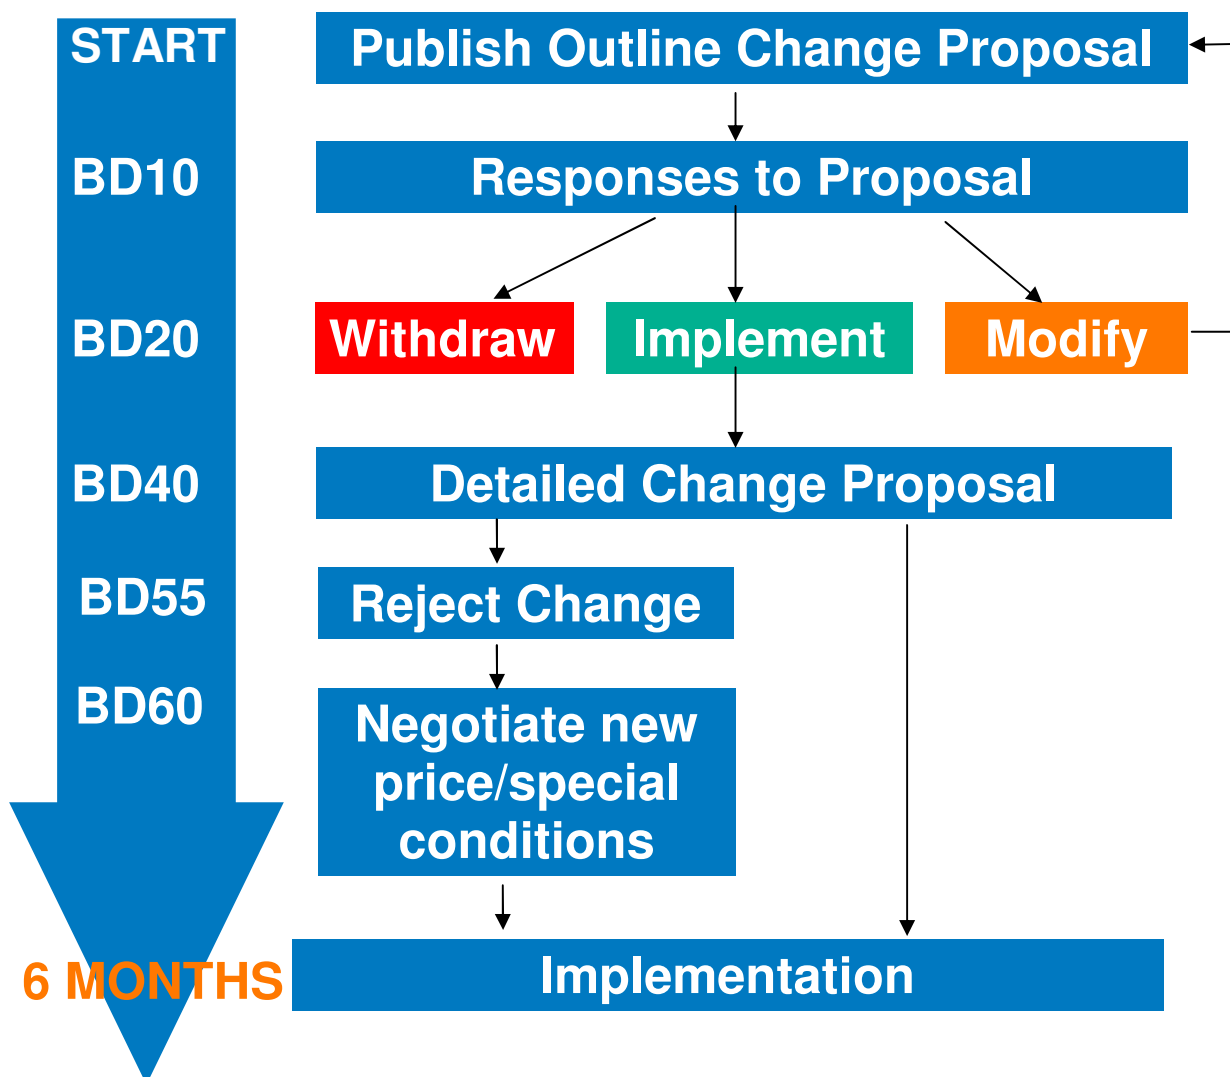 START
Publish Outline Change Proposal
BD10
Responses to Proposal
BD20
Withdraw
Implement
Modify
BD40
Detailed Change Proposal
BD55
Reject Change
BD60
Negotiate new
price/special
conditions
6 MONTHS
Implementation